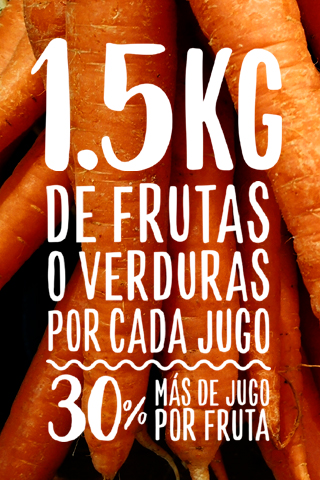 1.5KG
DE FRUTAS
O VERDURAS
POR CADA JUGO
30% MÁS DE JUGO
POR FRUTA